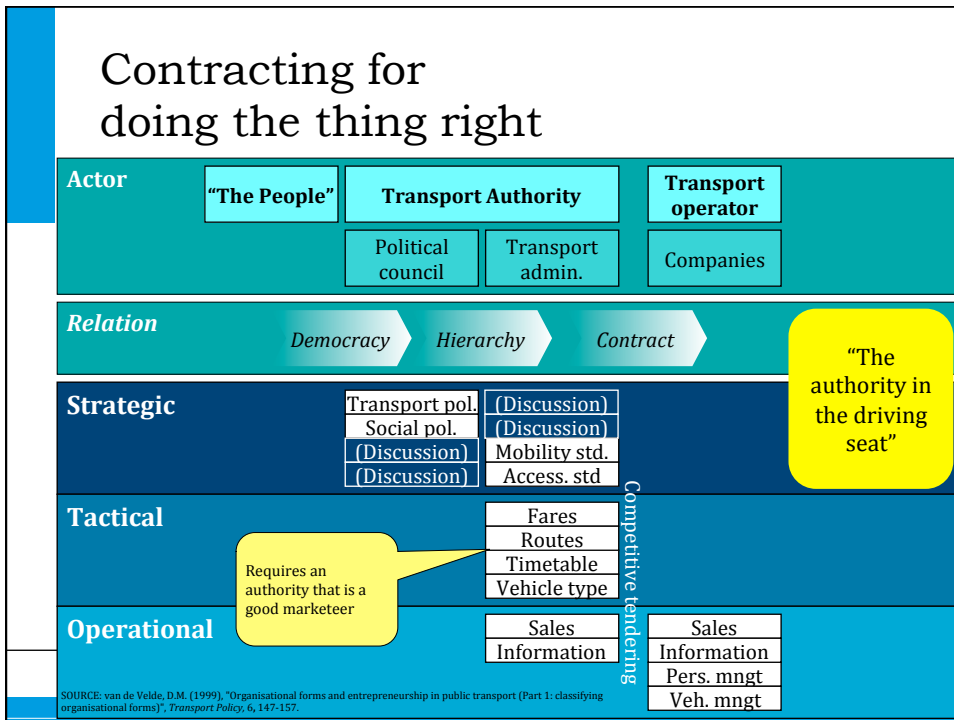 Contracting for
doing the thing right
Actor
“The People”
Transport Authority
Transport
operator
Political
council
Transport
admin.
Companies
Relation
Democracy
Hierarchy
Contract
“The
authority in
the driving
seat”
Strategic
Transport pol.
(Discussion)
Social pol.
(Discussion)
(Discussion)
Mobility std.
(Discussion)
Access. std
Competitive tendering
Tactical
Fares
Routes
Timetable
Vehicle type
Requires an
authority that is a
good marketeer
Operational
Sales
Sales
Information
Information
Pers. mngt
Veh. mngt
SOURCE: van de Velde, D.M. (1999), "Organisational forms and entrepreneurship in public transport (Part 1: classifying
organisational forms)", Transport Policy, 6, 147-157.